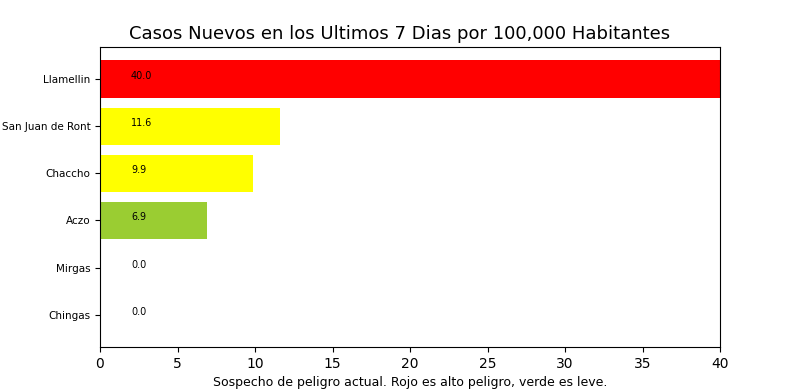 Casos Nuevos en los Ultimos 7 Dias por 100,000 Habitantes
Llamellin 40.0
San Juan de Ront 11.6
Chaccho 9.9
Aczo 6.9
Mirgas 0.0
Chingas 0.0
0 5 10 15 20 25 30 35 40
Sospecho de peligro actual. Rojo es alto peligro, verde es leve.